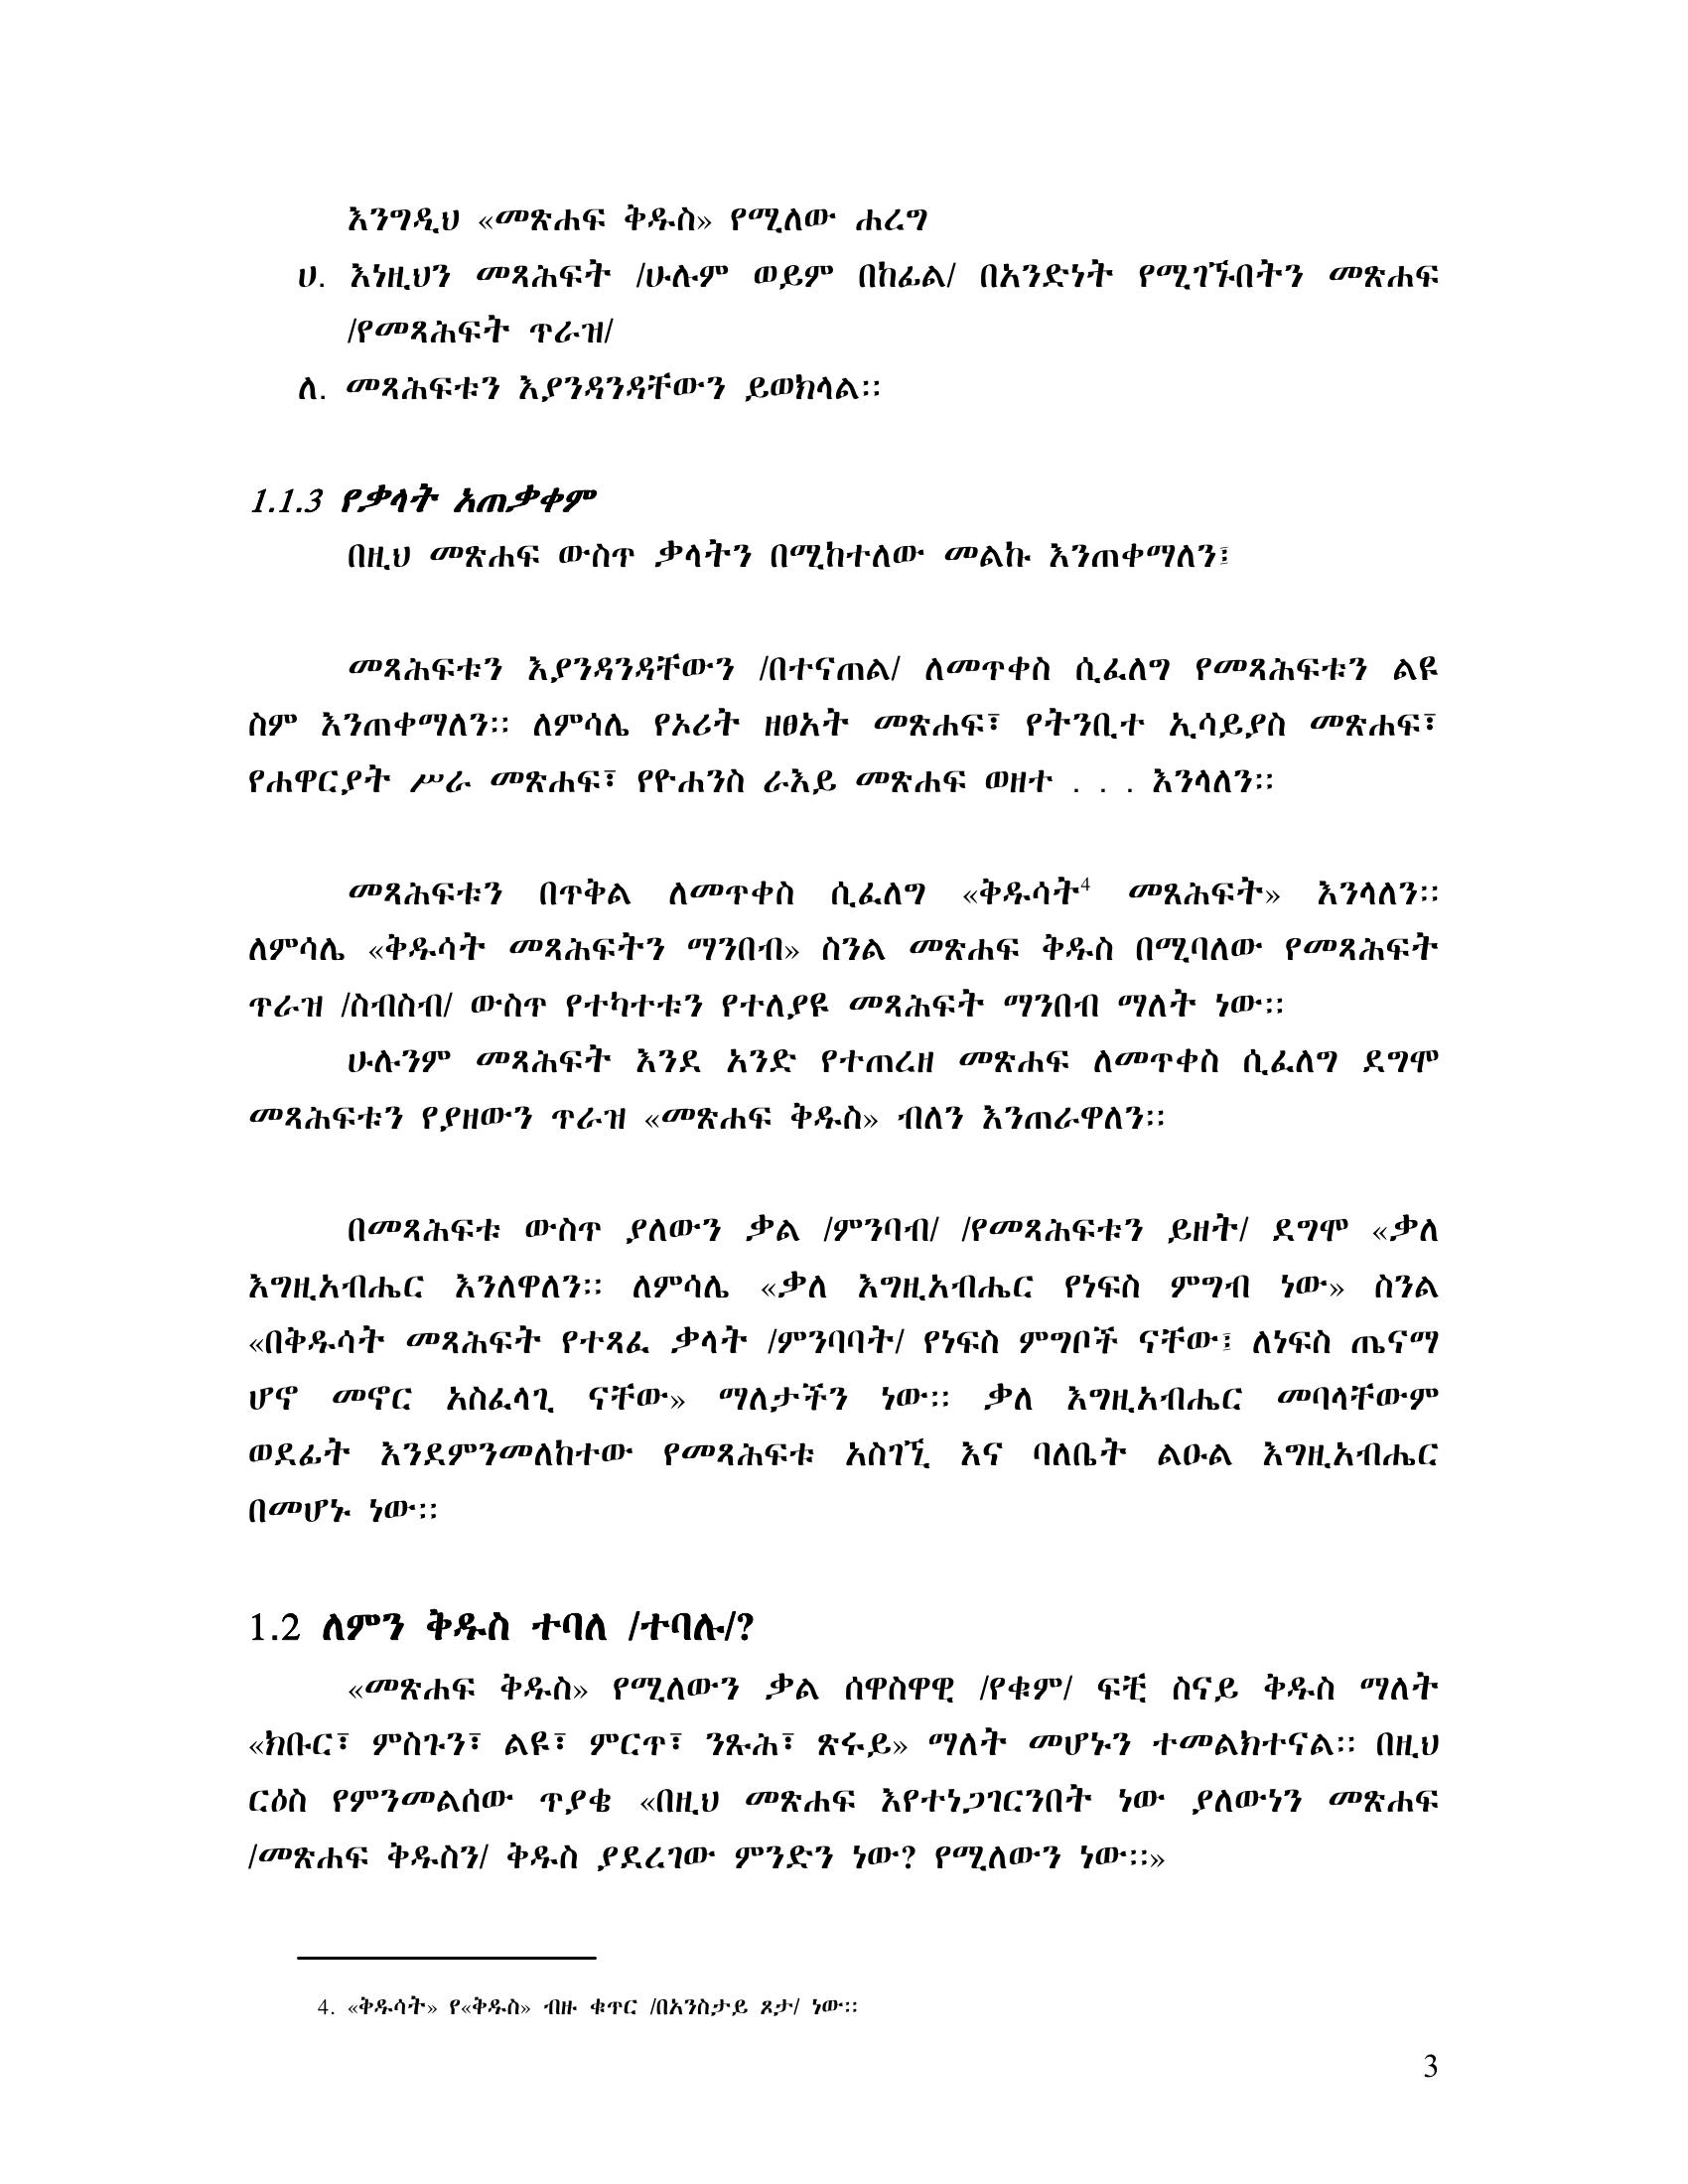 እንግዲህ «መጽሐፍ ቅዱስ» የሚለው ሐረግ
ሀ. እነዚህን መጻሕፍት /ሁሉም ወይም በከፊል/ በአንድነት የሚገኙበትን መጽሐፍ
/የመጻሕፍት ጥራዝ/
ለ. መጻሕፍቱን እያንዳንዳቸውን ይወክላል።
1.1.3 የቃላት አጠቃቀም
በዚህ መጽሐፍ ውስጥ ቃላትን በሚከተለው መልኩ እንጠቀማለን፤
መጻሕፍቱን እያንዳንዳቸውን /በተናጠል/ ለመጥቀስ ሲፈለግ የመጻሕፍቱን ልዩ
ስም እንጠቀማለን። ለምሳሌ የኦሪት ዘፀአት መጽሐፍ፣ የትንቢተ ኢሳይያስ መጽሐፍ፣
የሐዋርያት ሥራ መጽሐፍ፣ የዮሐንስ ራእይ መጽሐፍ ወዘተ . . . እንላለን።
መጻሕፍቱን በጥቅል ለመጥቀስ ሲፈለግ «ቅዱሳት4 መጸሕፍት» እንላለን።
ለምሳሌ «ቅዱሳት መጻሕፍትን ማንበብ» ስንል መጽሐፍ ቅዱስ በሚባለው የመጻሕፍት
ጥራዝ /ስብስብ/ ውስጥ የተካተቱን የተለያዩ መጻሕፍት ማንበብ ማለት ነው።
ሁሉንም መጻሕፍት እንደ አንድ የተጠረዘ መጽሐፍ ለመጥቀስ ሲፈለግ ደግሞ
መጻሕፍቱን የያዘውን ጥራዝ «መጽሐፍ ቅዱስ» ብለን እንጠራዋለን።
በመጻሕፍቱ ውስጥ ያለውን ቃል /ምንባብ/ /የመጻሕፍቱን ይዘት/ ደግሞ «ቃለ
እግዚአብሔር እንለዋለን። ለምሳሌ «ቃለ እግዚአብሔር የነፍስ ምግብ ነው» ስንል
«በቅዱሳት መጻሕፍት የተጻፈ ቃላት /ምንባባት/ የነፍስ ምግቦች ናቸው፤ ለነፍስ ጤናማ
ሆኖ መኖር አስፈላጊ ናቸው» ማለታችን ነው። ቃለ እግዚአብሔር መባላቸውም
ወደፊት እንደምንመለከተው የመጻሕፍቱ አስገኚ እና ባለቤት ልዑል እግዚአብሔር
በመሆኑ ነው።
1.2 ለምን ቅዱስ ተባለ /ተባሉ/?
«መጽሐፍ ቅዱስ» የሚለውን ቃል ሰዋስዋዊ /የቁም/ ፍቺ ስናይ ቅዱስ ማለት
«ክቡር፣ ምስጉን፣ ልዩ፣ ምርጥ፣ ንጹሕ፣ ጽሩይ» ማለት መሆኑን ተመልክተናል። በዚህ
ርዕስ የምንመልሰው ጥያቄ «በዚህ መጽሐፍ እየተነጋገርንበት ነው ያለውነን መጽሐፍ
/መጽሐፍ ቅዱስን/ ቅዱስ ያደረገው ምንድን ነው? የሚለውን ነው።»
4. «ቅዱሳት» የ«ቅዱስ» ብዙ ቁጥር /በአንስታይ ጾታ/ ነው።
3